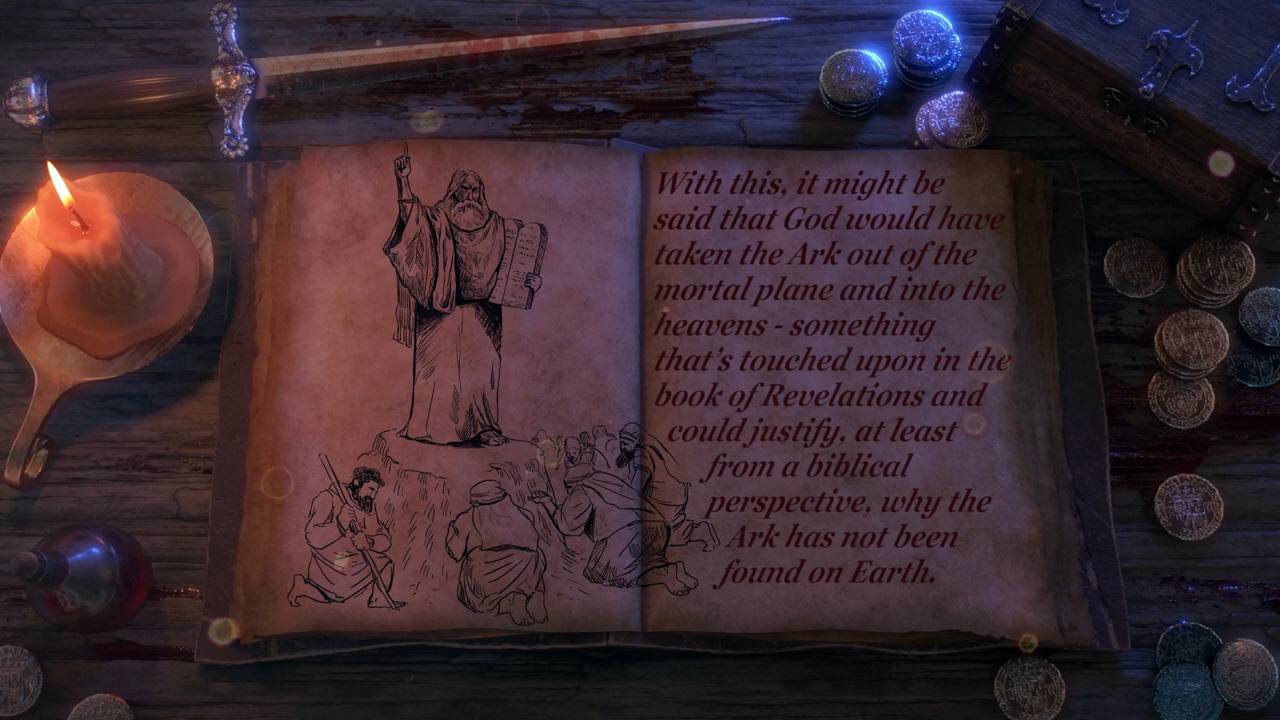 With this, it might be
said that God would have
taken the Ark out of the
mortal plane and into the
heavens - something
that's touched upon in the
book of Revelations and
could justify, at least
from a biblical
perspective, why the
Ark has not been
found on Earth.